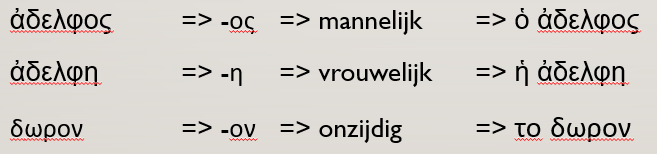 ἀδελφος => -ος => mannelijk => ὁ ἀδελφος
ἀδελφη => -η => vrouwelijk => ἡ ἀδελφη
δωρον => -ον => onzijdig => το δωρον